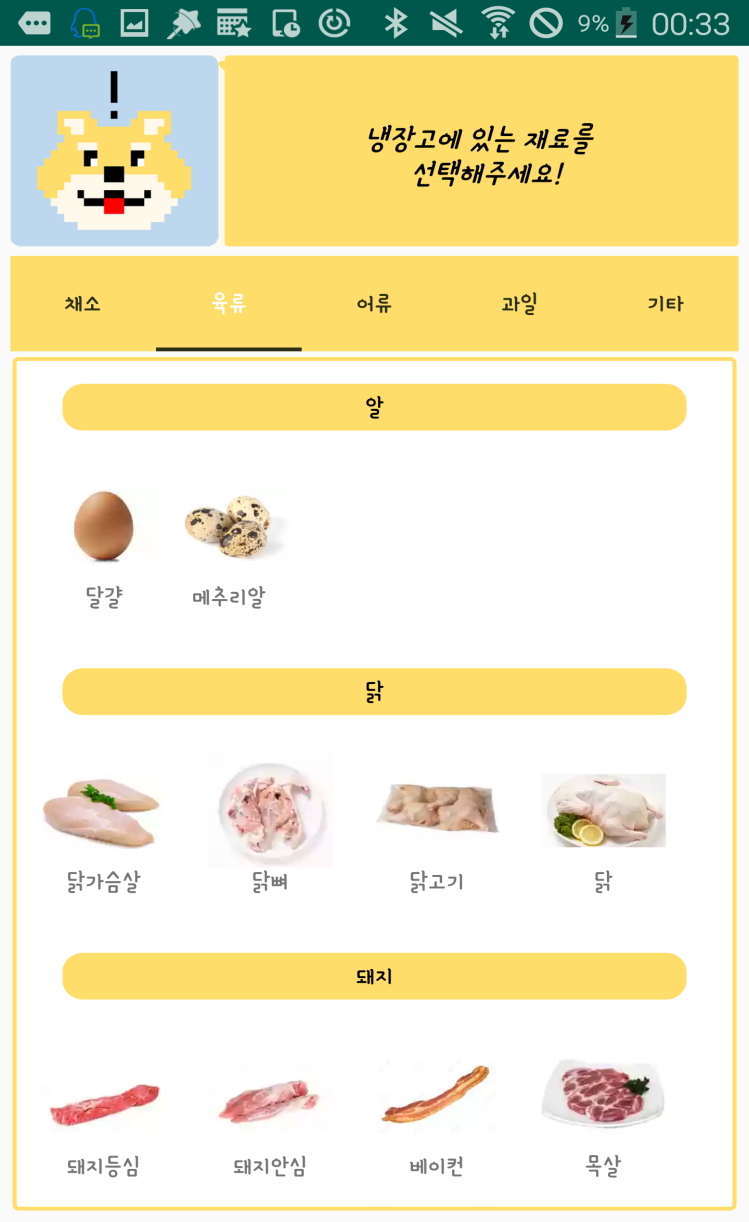 9% 00:33
!
냉장고에 있는 재료를
선택해주세요!
채소 육류 어류 과일 기타
알
달걀 메추리알
닭
닭가슴살 닭뼈 닭고기 닭
돼지
돼지등심 돼지안심 베이컨 목살